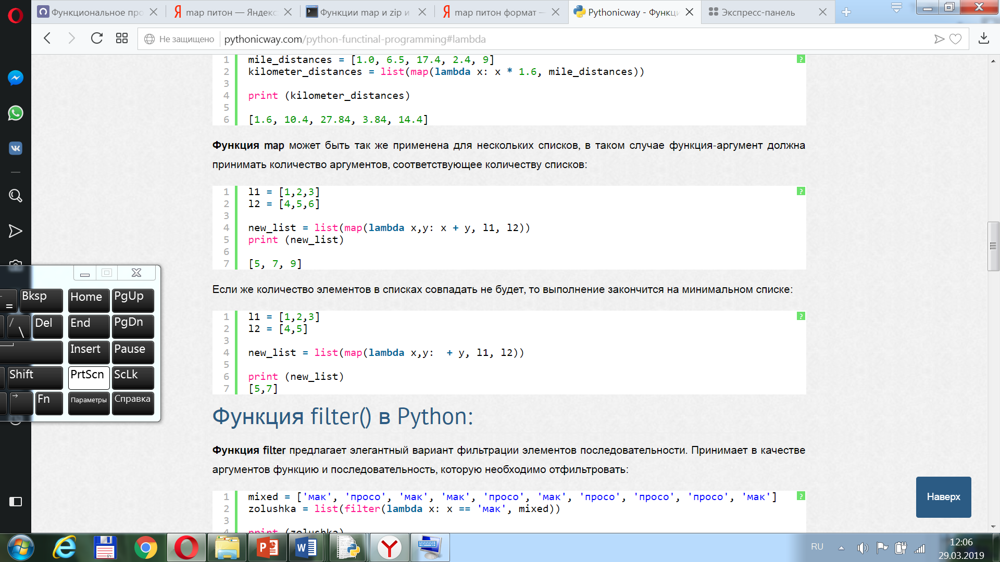 Функциональное про
map питон — Яндекс
Функции map и zip и
map питон формат —
Pythonicway - Функци
Экспресс-панель
Не защищено
pythonicway.com/python-functinal-programming#lambda
1 mile_distances = [1.0, 6.5, 17.4, 2.4, 9]
2 kilometer_distances = list(map(lambda x: x * 1.6, mile_distances))
3
4 print (kilometer_distances)
5
6 [1.6, 10.4, 27.84, 3.84, 14.4]
?
Функция map может быть так же применена для нескольких списков, в таком случае функция-аргумент должна
принимать количество аргументов, соответствующее количеству списков:
1 l1 = [1,2,3]
2 l2 = [4,5,6]
3
4 new_list = list(map(lambda x,y: x + y, l1, l2))
5 print (new_list)
6
7 [5, 7, 9]
?
Если же количество элементов в списках совпадать не будет, то выполнение закончится на минимальном списке:
1 l1 = [1,2,3]
2 l2 = [4,5]
3
4 new_list = list(map(lambda x,y:  + y, l1, l2))
5
6 print (new_list)
7 [5,7]
?
Функция filter() в Python:
Функция filter предлагает элегантный вариант фильтрации элементов последовательности. Принимает в качестве
аргументов функцию и последовательность, которую необходимо отфильтровать:
1 mixed = ['мак', 'просо', 'мак', 'мак', 'просо', 'мак', 'просо', 'просо', 'просо', 'мак']
2 zolushka = list(filter(lambda x: x == 'мак', mixed))
3
4 print (zolushka)
?
Наверх
= Bksp Home PgUp
/ \ Del End PgDn
Insert Pause
Shift PrtScn ScLk
→ Fn Параметры Справка
RU
12:06
29.03.2019